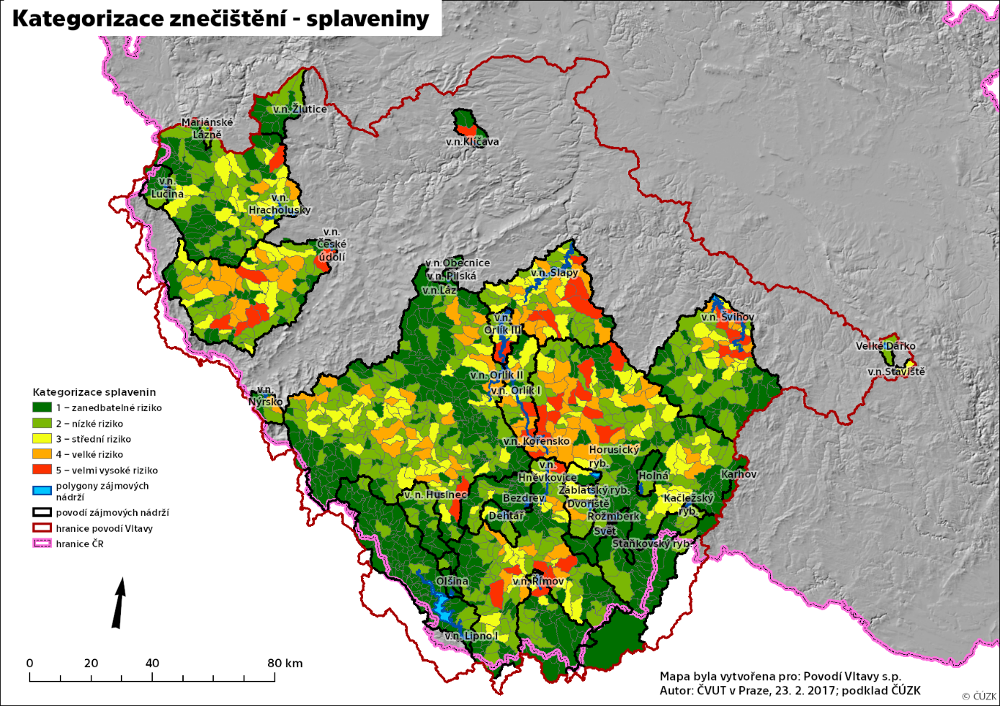 Kategorizace znečištění - splaveniny
v.n. Žlutice
Mariánské
Lázně
v.n.Klíčava
v.n.
Lučina
v.n.
Hracholusky
v.n.
České
údolí
v.n.Obecnice
v.n.Pilská
v.n.Láz
v.n. Slapy
v.n.
Orlík III
v.n. Švihov
Velké Dářko
v.n.Staviště
v.n. Orlík II
v.n. Orlík I
v.n.
Nýrsko
Kategorizace splavenin
1 – zanedbatelné riziko
2 – nízké riziko
3 – střední riziko
4 – velké riziko
5 – velmi vysoké riziko
polygony zájmových
nádrží
povodí zájmových nádrží
hranice povodí Vltavy
hranice ČR
v.n. Kořensko
Horusický
ryb.
v.n.
Hněvkovice
Holná
Karhov
Záblatský ryb.
v. n. Husinec
Bezdrev
Dvořiště
Kačležský
ryb.
Dehtář
Rožmberk
Svět
Staňkovský ryb.
Olšina
v.n. Římov
v.n. Lipno I
0 20 40 80 km
Mapa byla vytvořena pro: Povodí Vltavy s.p.
Autor: ČVUT v Praze, 23. 2. 2017; podklad ČÚZK
© ČÚZK